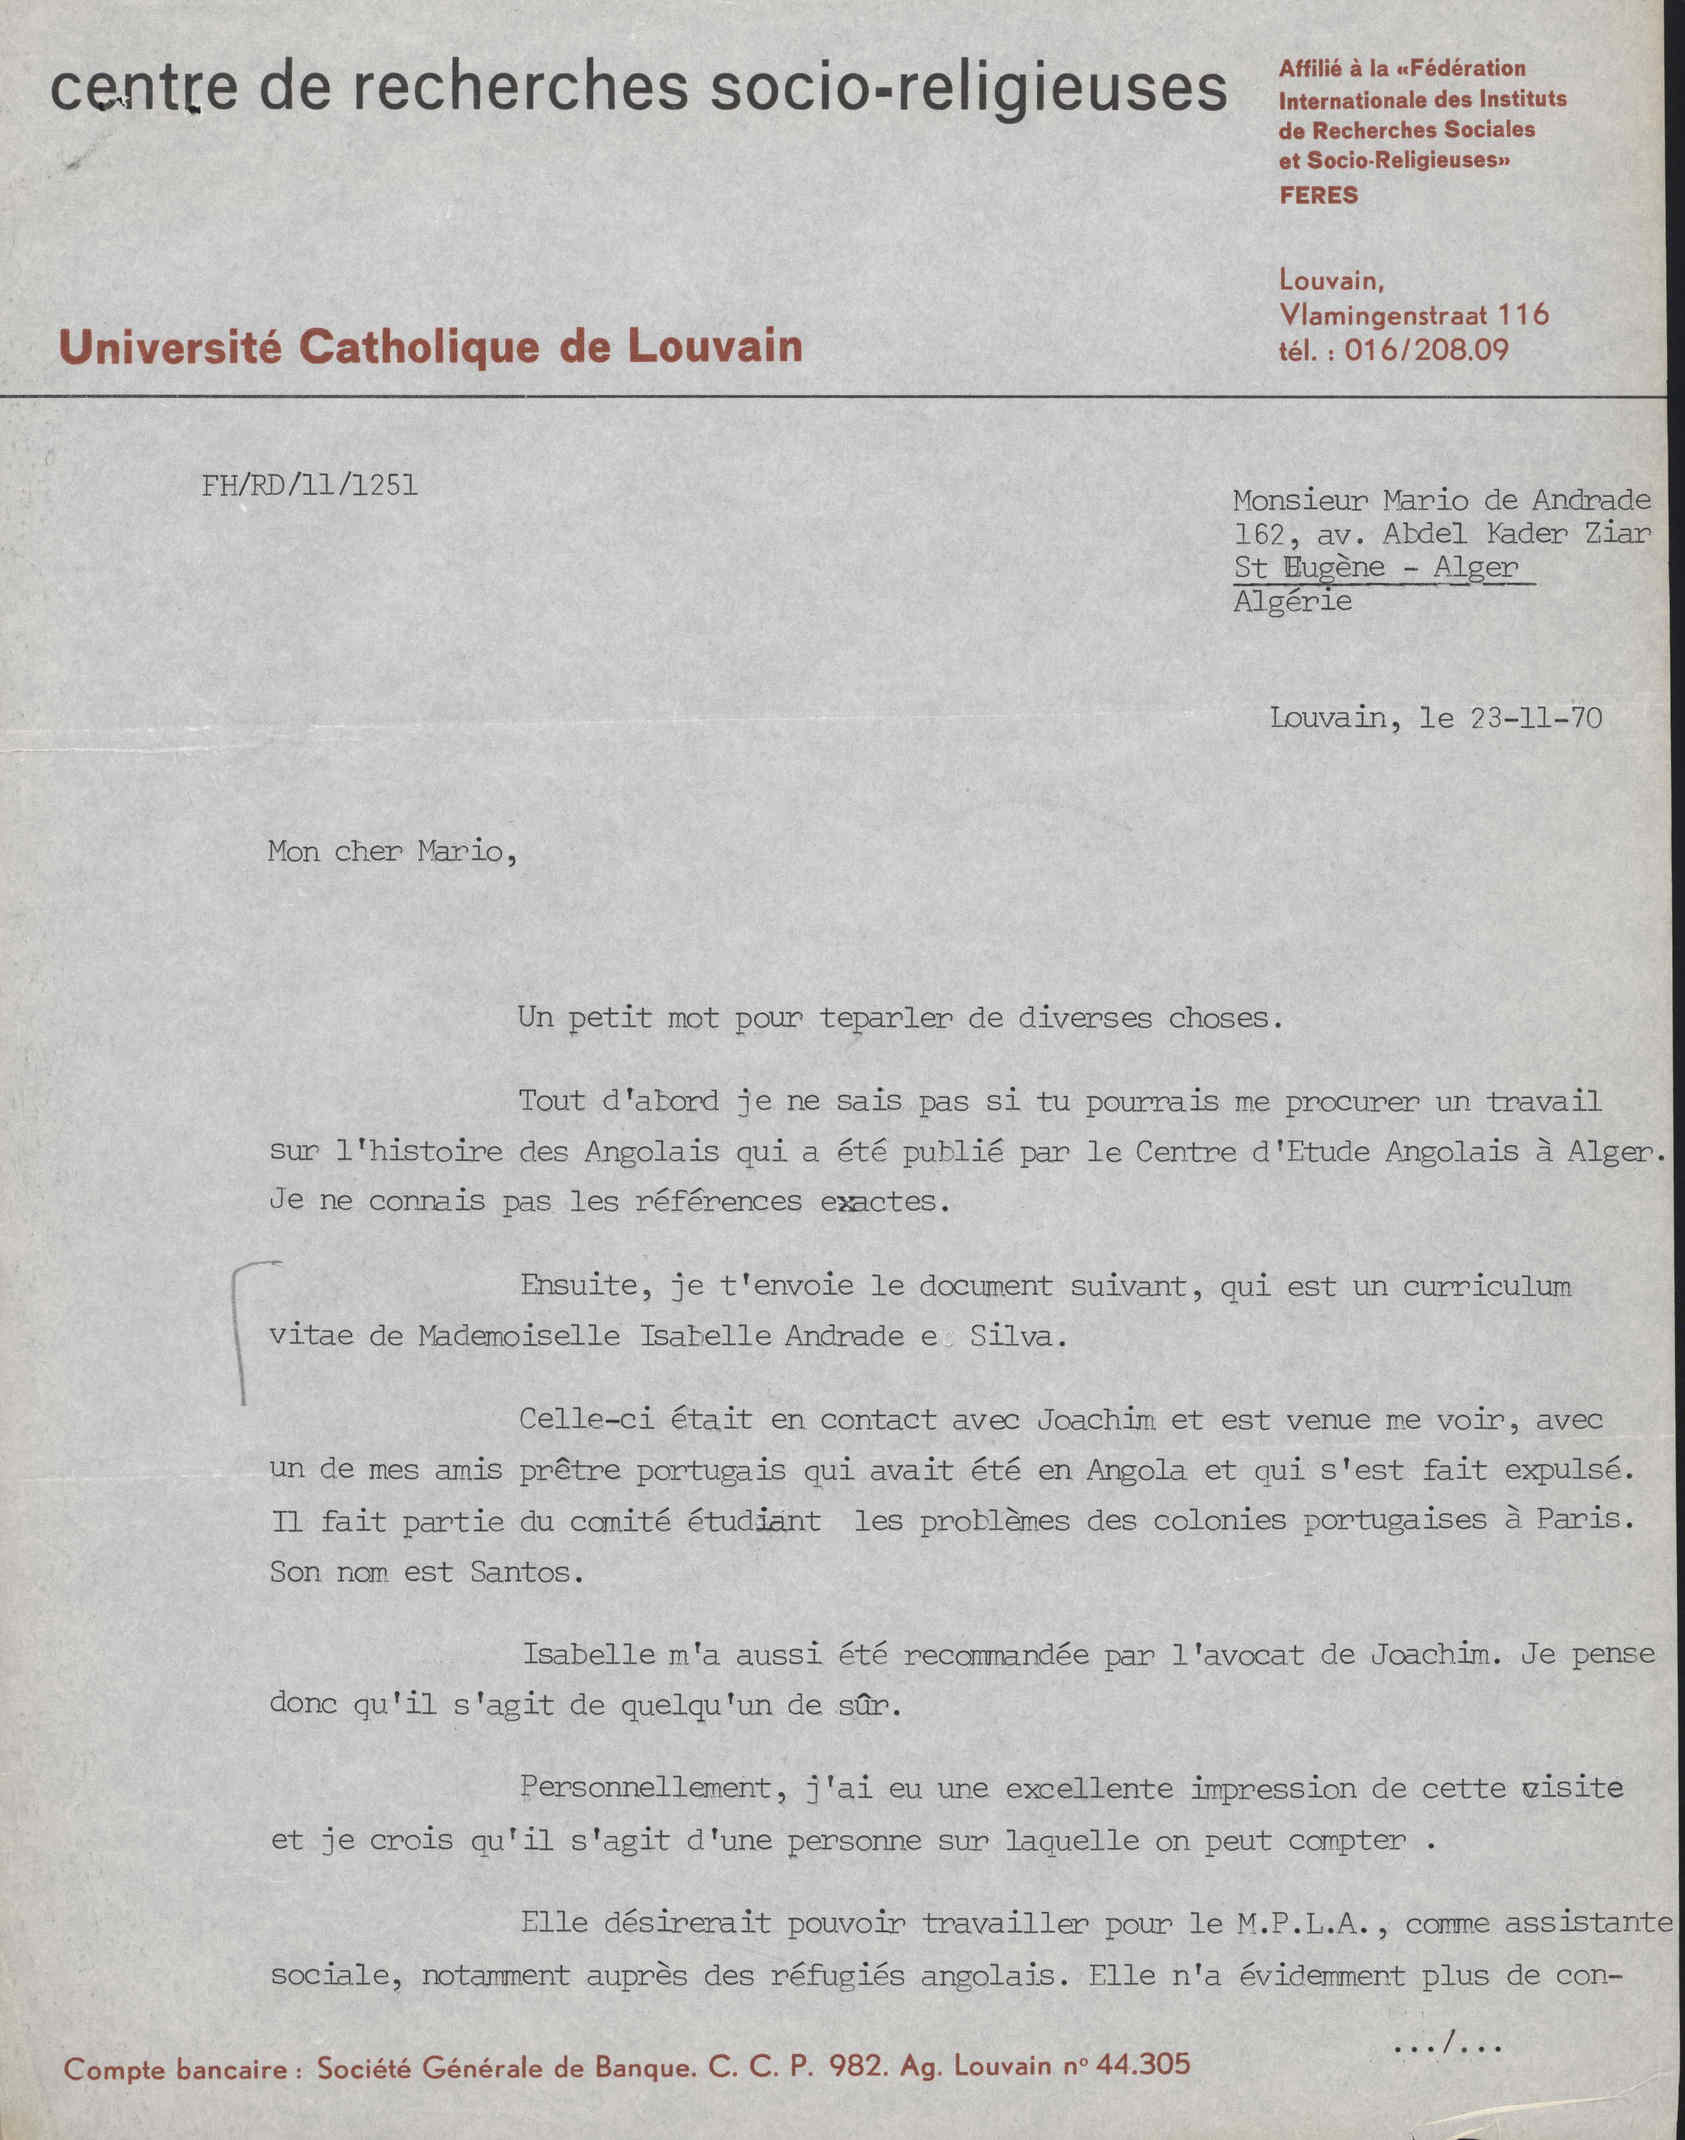 centre de recherches socio-religieuses
Affilié à la «Fédération
Internationale des Instituts
de Recherches Sociales
et Socio-Religieuses»
FERES
Louvain,
Vlamingenstraat 116
tél. : 016/208.09
Université Catholique de Louvain
FH/RD/11/1251
Monsieur Mario de Andrade
162, av. Abdel Kader Ziar
St Eugène - Alger
Algérie
Louvain, le 23-11-70
Mon cher Mario,
Un petit mot pour teparler de diverses choses.
Tout d'abord je ne sais pas si tu pourrais me procurer un travail
sur l'histoire des Angolais qui a été publié par le Centre d'Etude Angolais à Alger.
Je ne connais pas les références exactes.
Ensuite, je t'envoie le document suivant, qui est un curriculum
vitae de Mademoiselle Isabelle Andrade e Silva.
Celle-ci était en contact avec Joachim et est venue me voir, avec
un de mes amis prêtre portugais qui avait été en Angola et qui s'est fait expulsé.
Il fait partie du comité étudiant les problèmes des colonies portugaises à Paris.
Son nom est Santos.
Isabelle m'a aussi été recommandée par l'avocat de Joachim. Je pense
donc qu'il s'agit de quelqu'un de sûr.
Personnellement, j'ai eu une excellente impression de cette visite
et je crois qu'il s'agit d'une personne sur laquelle on peut compter .
Elle désirerait pouvoir travailler pour le M.P.L.A., comme assistante
sociale, notamment auprès des réfugiés angolais. Elle n'a évidemment plus de con-
.../...
Compte bancaire : Société Générale de Banque. C. C. P. 982. Ag. Louvain n° 44.305